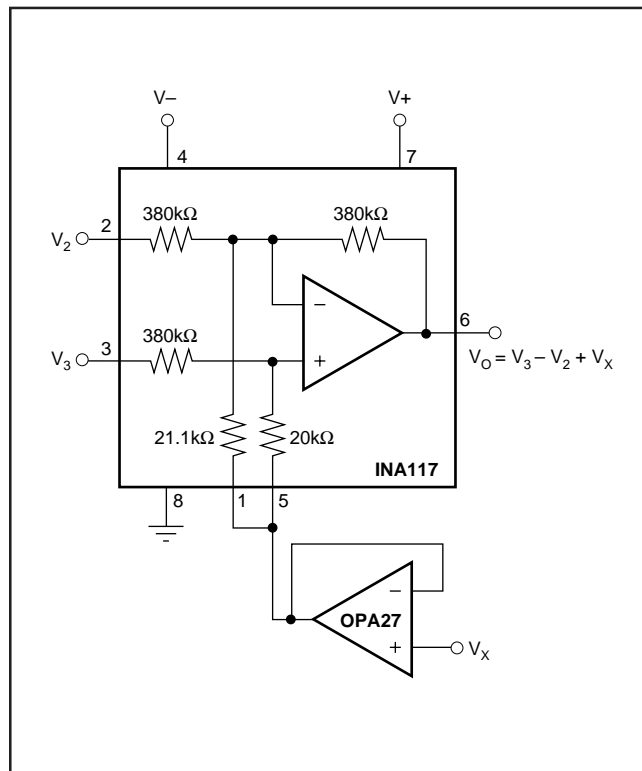 V– V+
4 7
380kΩ 380kΩ
2
V2
380kΩ
3
V3
–
+
6
VO = V3 – V2 + VX
21.1kΩ 20kΩ
INA117
8 1 5
–
OPA27
+
VX